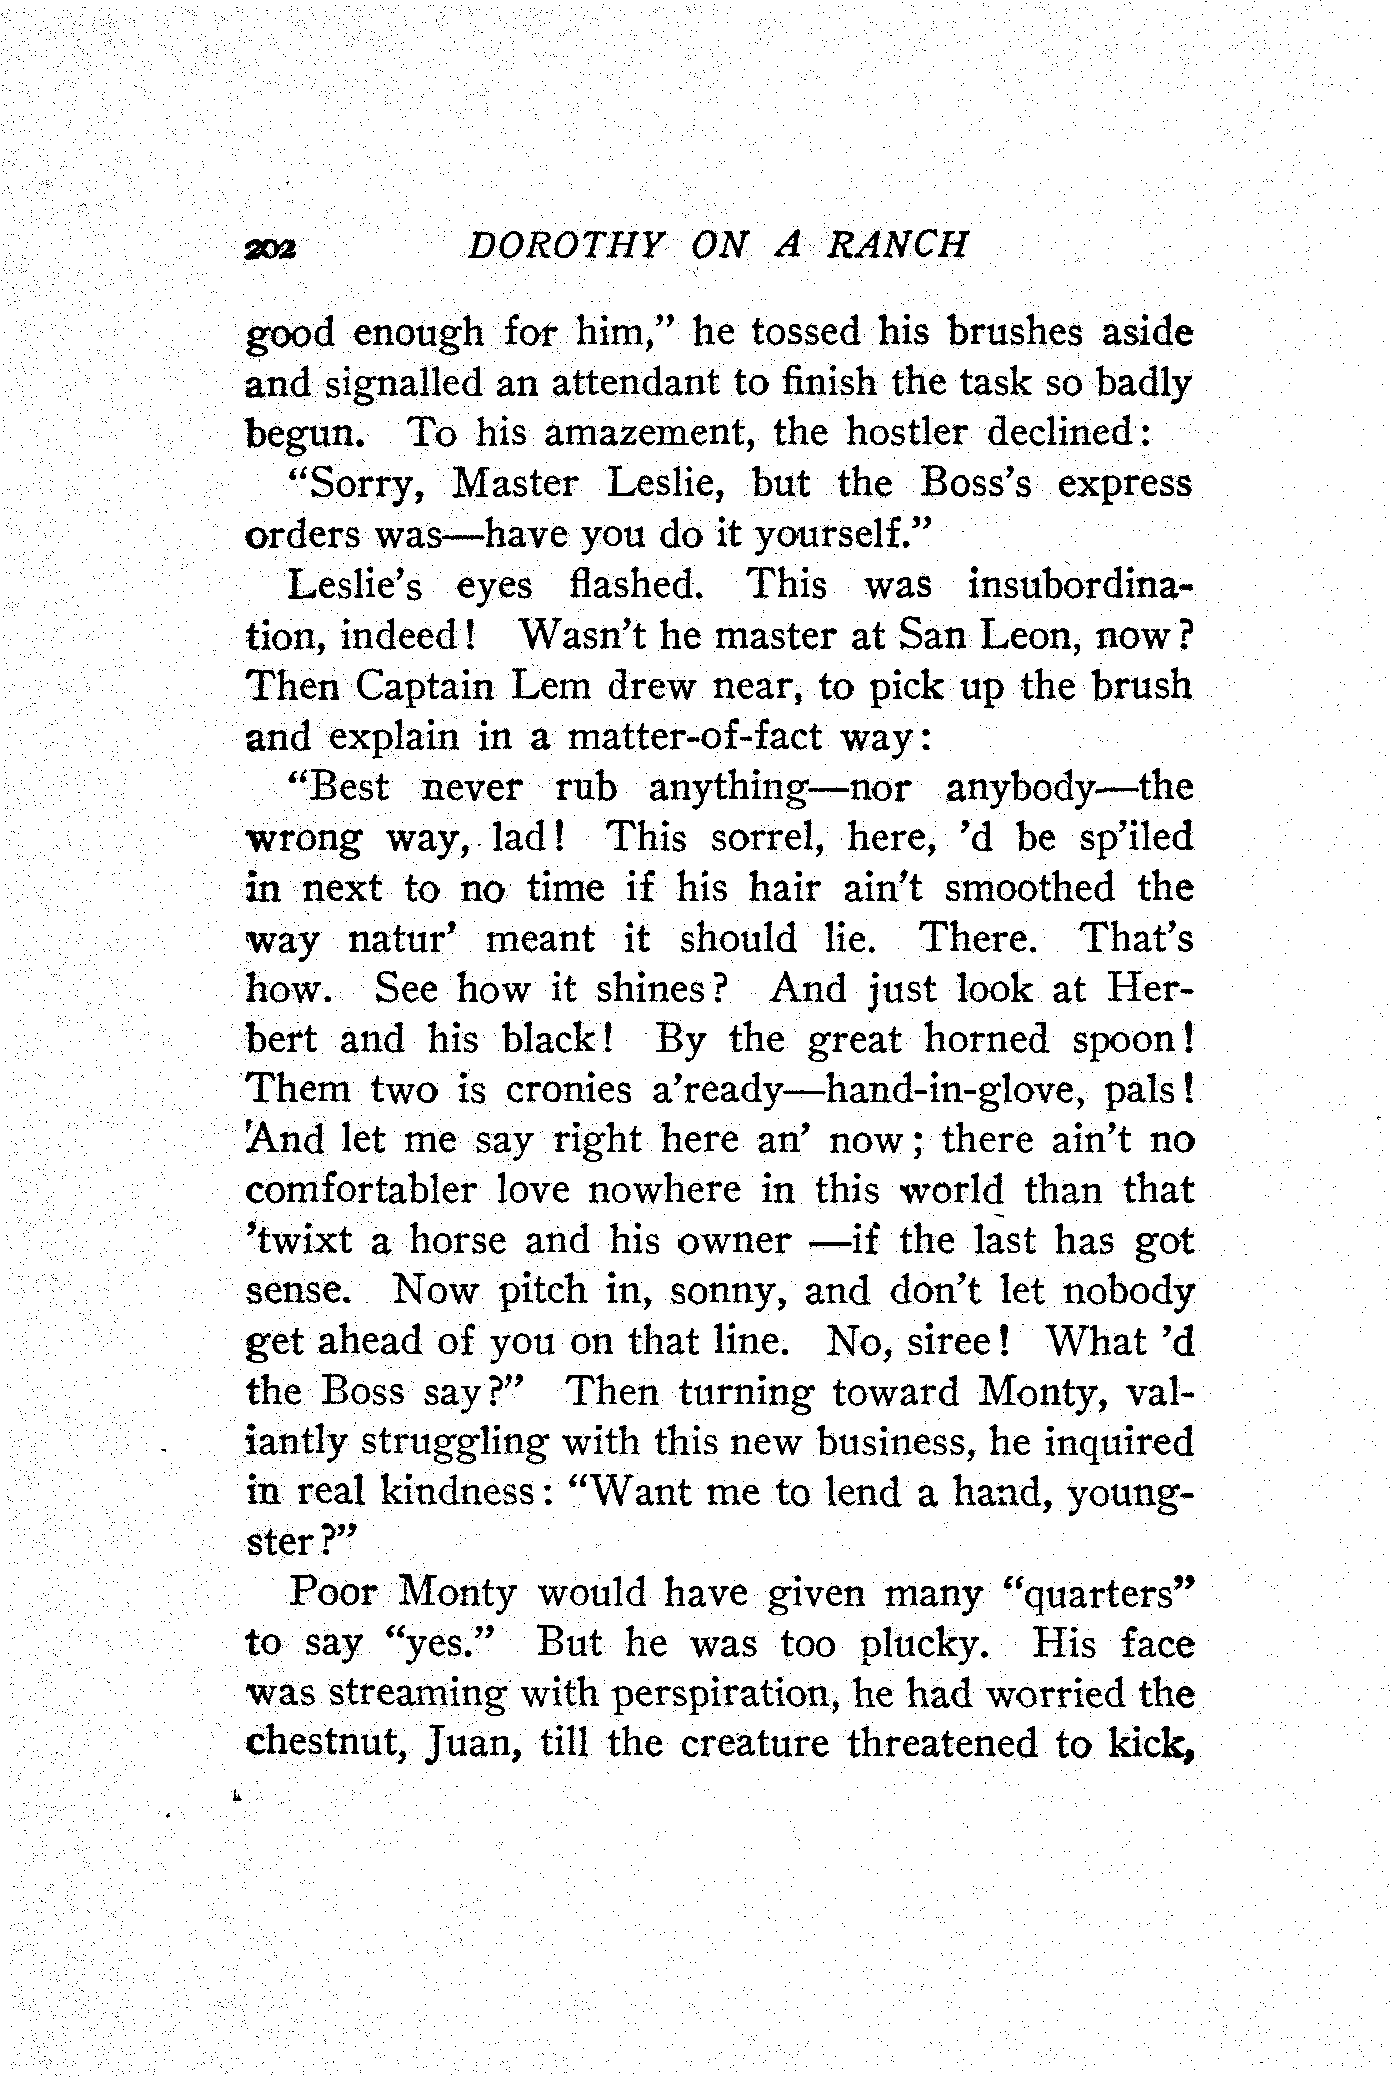 202 DOROTHY ON A RANCH
good enough for him,” he tossed his brushes aside
and signalled an attendant to finish the task so badly
begun. To his amazement, the hostler declined:
“Sorry, Master Leslie, but the Boss’s express
orders was—have you do it yourself.”
Leslie’s eyes flashed. This was insubordina-
tion, indeed! Wasn’t he master at San Leon, now?
Then Captain Lem drew near, to pick up the brush
and explain in a matter-of-fact way:
“Best never rub anything—nor anybody—the
wrong way, lad! This sorrel, here, ’d be sp’iled
in next to no time if his hair ain’t smoothed the
way natur’ meant it should lie. There. That’s
how. See how it shines? And just look at Her-
bert and his black! By the great horned spoon!
Them two is cronies a’ready—hand-in-glove, pals!
And let me say right here an’ now; there ain’t no
comfortabler love nowhere in this world than that
’twixt a horse and his owner—if the last has got
sense. Now pitch in, sonny, and don’t let nobody
get ahead of you on that line. No, siree! What ’d
the Boss say?” Then turning toward Monty, val-
iantly struggling with this new business, he inquired
in real kindness: “Want me to lend a hand, young-
ster?”
Poor Monty would have given many “quarters”
to say “yes.” But he was too plucky. His face
was streaming with perspiration, he had worried the
chestnut, Juan, till the creature threatened to kick,